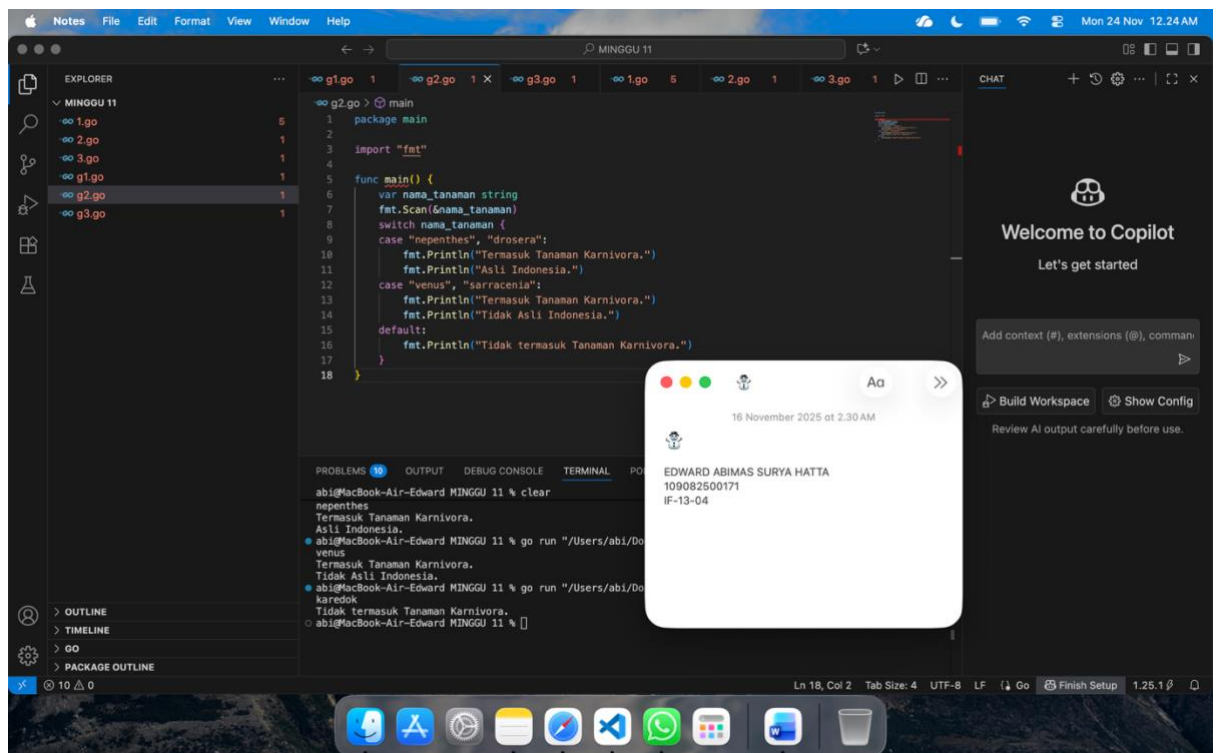 Notes File Edit Format View Window Help
Mon 24 Nov 12.24 AM
MINGGU 11
EXPLORER
MINGGU 11
1.go 5
2.go 1
3.go 1
g1.go 1
g2.go 1
g3.go 1
OUTLINE
TIMELINE
GO
PACKAGE OUTLINE
g1.go 1 g2.go 1 g3.go 1 1.go 5 2.go 1 3.go 1
g2.go > main
1 package main
2
3 import "fmt"
4
5 func main() {
6 var nama_tanaman string
7 fmt.Scan(&nama_tanaman)
8 switch nama_tanaman {
9 case "nepenthes", "drosera":
10 fmt.Println("Termasuk Tanaman Karnivora.")
11 fmt.Println("Asli Indonesia.")
12 case "venus", "sarracenia":
13 fmt.Println("Termasuk Tanaman Karnivora.")
14 fmt.Println("Tidak Asli Indonesia.")
15 default:
16 fmt.Println("Tidak termasuk Tanaman Karnivora.")
17 }
18 }
PROBLEMS 10 OUTPUT DEBUG CONSOLE TERMINAL PO
abi@MacBook-Air-Edward MINGGU 11 % clear
nepenthes
Termasuk Tanaman Karnivora.
Asli Indonesia.
abi@MacBook-Air-Edward MINGGU 11 % go run "/Users/abi/Do
venus
Termasuk Tanaman Karnivora.
Tidak Asli Indonesia.
abi@MacBook-Air-Edward MINGGU 11 % go run "/Users/abi/Do
karedok
Tidak termasuk Tanaman Karnivora.
abi@MacBook-Air-Edward MINGGU 11 %
Aa
16 November 2025 at 2.30 AM
EDWARD ABIMAS SURYA HATTA
109082500171
IF-13-04
CHAT
Welcome to Copilot
Let's get started
Add context (#), extensions (@), comman
Build Workspace Show Config
Review AI output carefully before use.
10 0
Ln 18, Col 2 Tab Size: 4 UTF-8 LF Go Finish Setup 1.25.1